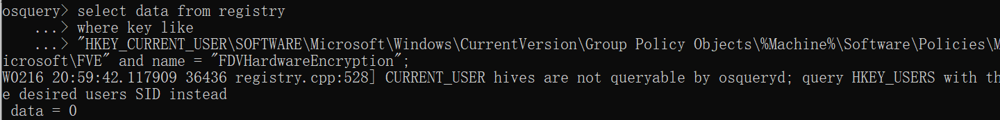 osquery> select data from registry
...> where key like
...> "HKEY_CURRENT_USER\SOFTWARE\Microsoft\Windows\CurrentVersion\Group Policy Objects\%Machine%\Software\Policies\M
icrosoft\FVE" and name = "FDVHardwareEncryption";
W0216 20:59:42.117909 36436 registry.cpp:528] CURRENT_USER hives are not queryable by osqueryd; query HKEY_USERS with th
e desired users SID instead
data = 0